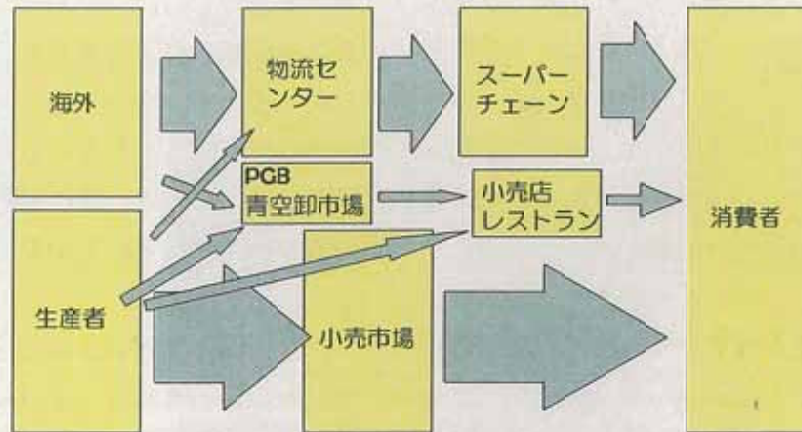 海外
物流セ
ンター
スーパー
チェーン
PGB
青空卸市場
小売店
レストラン
消費者
生産者
小売市場